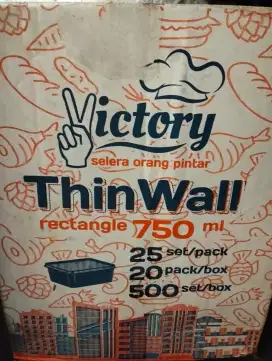 Victory
selera orang pintar
ThinWall
rectangle 750 ml
25 set/pack
20 pack/box
500 set/box